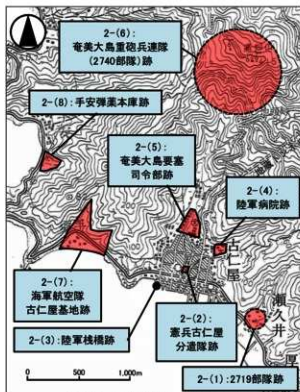 2-(6):
奄美大島重砲兵連隊
(2740部隊)跡
2-(8):手安弾薬本庫跡
2-(5):
奄美大島要塞
司令部跡
2-(4):
陸軍病院跡
古仁屋
2-(7):
海軍航空隊
古仁屋基地跡
2-(2):
憲兵古仁屋
分遣隊跡
瀬久井
2-(3):陸軍桟橋跡
2-(1):2719部隊跡
0
500
1,000m